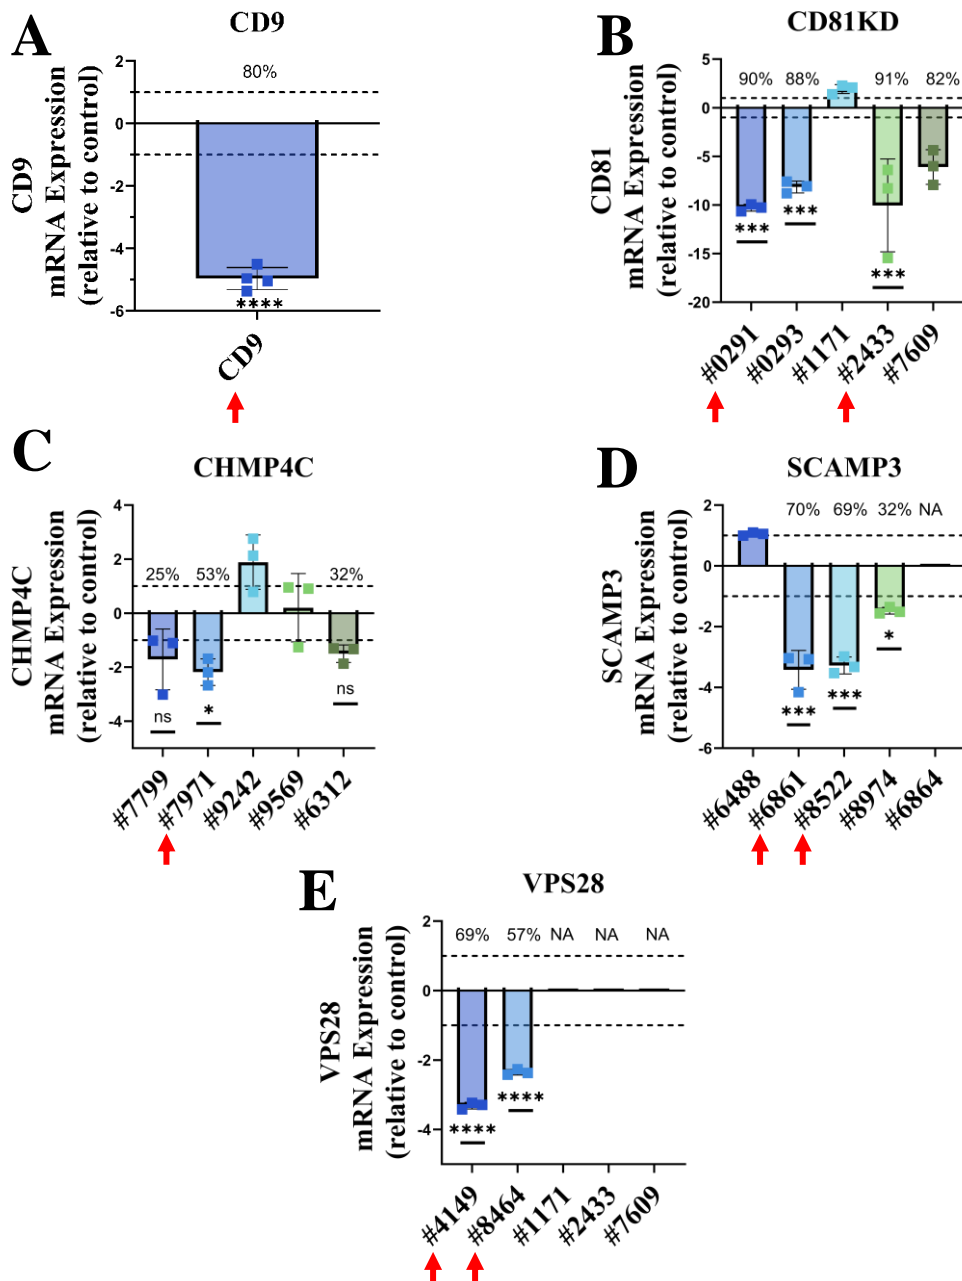 A
CD9
CD9
mRNA Expression
(relative to control)
2
0
-2
-4
-6
80%
****
CD9
B
CD81KD
CD81
mRNA Expression
(relative to control)
5
0
-5
-10
-15
-20
90% 88% 91% 82%
*** *** ***
#0291 #0293 #1171 #2433 #7609
C
CHMP4C
CHMP4C
mRNA Expression
(relative to control)
4
2
0
-2
-4
25% 53% 32%
ns * ns
#7799 #7971 #9242 #9569 #6312
D
SCAMP3
SCAMP3
mRNA Expression
(relative to control)
2
0
-2
-4
-6
70% 69% 32% NA
*** *** *
#6488 #6861 #8522 #8974 #6864
E
VPS28
VPS28
mRNA Expression
(relative to control)
2
0
-2
-4
69% 57% NA NA NA
**** ****
#4149 #8464 #1171 #2433 #7609